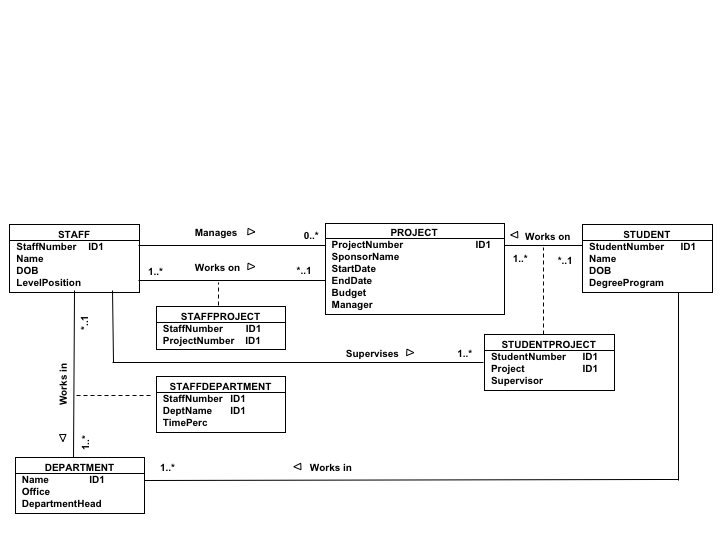 STAFF
StaffNumber ID1
Name
DOB
LevelPosition
Manages
0..*
1..*
Works on
*..1
PROJECT
ProjectNumber ID1
SponsorName
StartDate
EndDate
Budget
Manager
Works on
1..*
*..1
STUDENT
StudentNumber ID1
Name
DOB
DegreeProgram
STAFFPROJECT
StaffNumber ID1
ProjectNumber ID1
*..1
Supervises
1..*
STUDENTPROJECT
StudentNumber ID1
Project ID1
Supervisor
Works in
STAFFDEPARTMENT
StaffNumber ID1
DeptName ID1
TimePerc
1..*
DEPARTMENT
Name ID1
Office
DepartmentHead
1..*
Works in